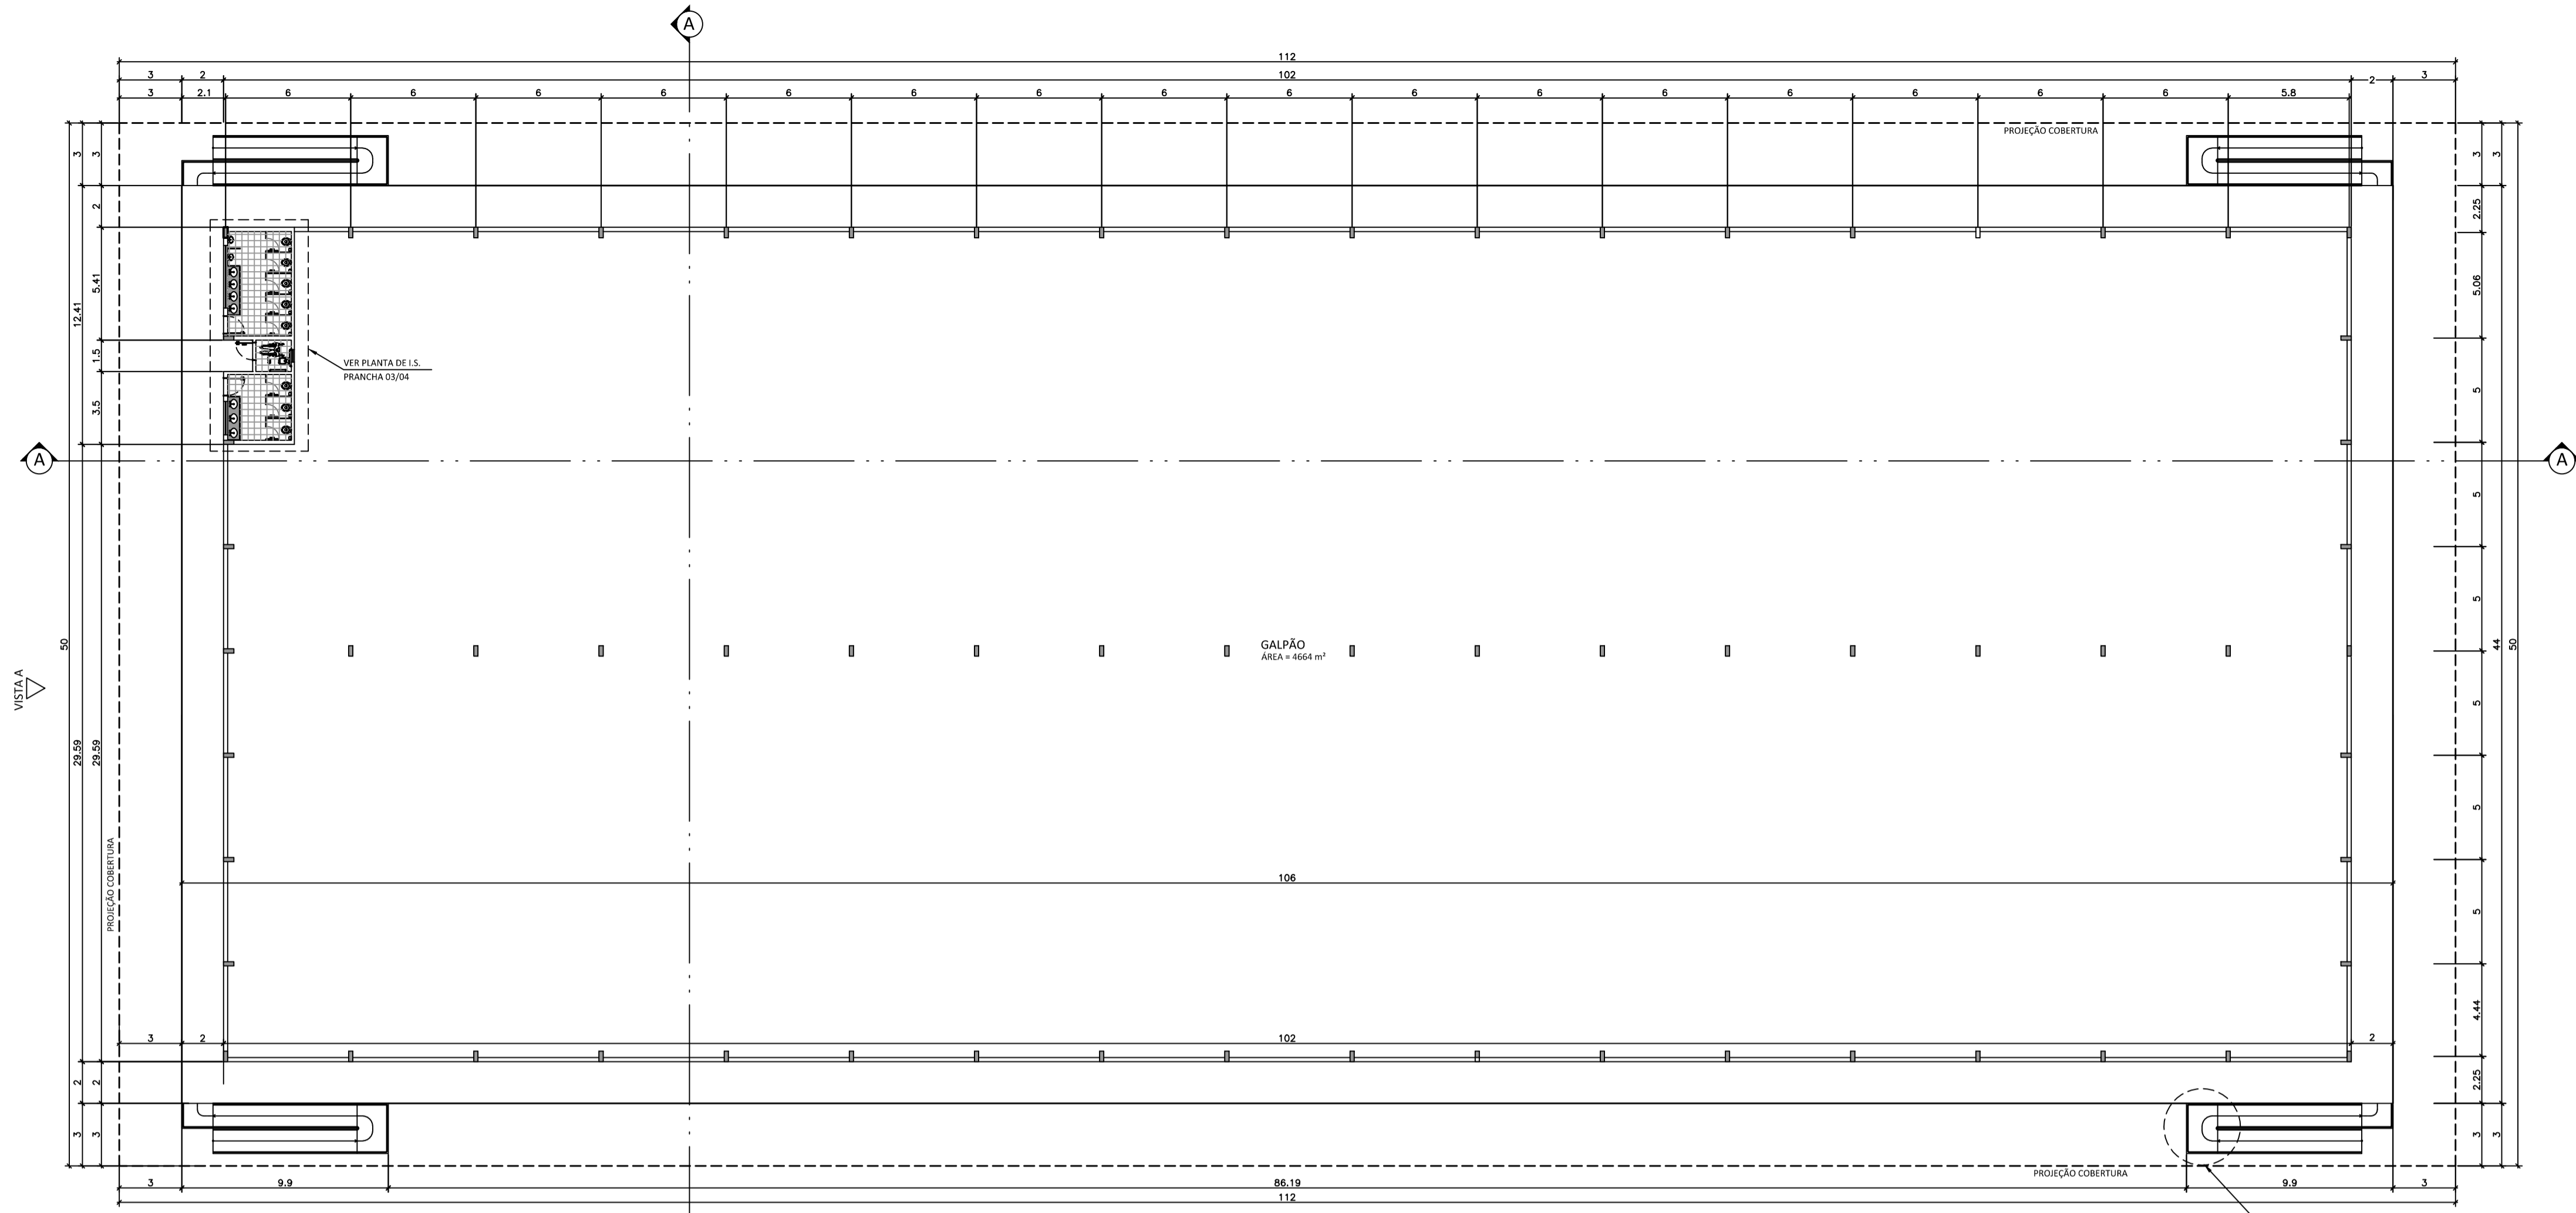 A
112
3 2 102 2 3
3 2.1 6 6 6 6 6 6 6 6 6 6 6 6 6 6 6 6 5.8
PROJEÇÃO COBERTURA
3 3 3 3
2 2.25
5.41 5.06
12.41
1.5
VER PLANTA DE I.S.
PRANCHA 03/04
5
3.5
A A
5
5
50 GALPÃO 44 50
ÁREA = 4664 m²
VISTA A
5
29.59 29.59
5
PROJEÇÃO COBERTURA
106
5
4.44
3 2 102 2
2 2 2.25
3 3 3 3
PROJEÇÃO COBERTURA
3 9.9 86.19 9.9 3
112